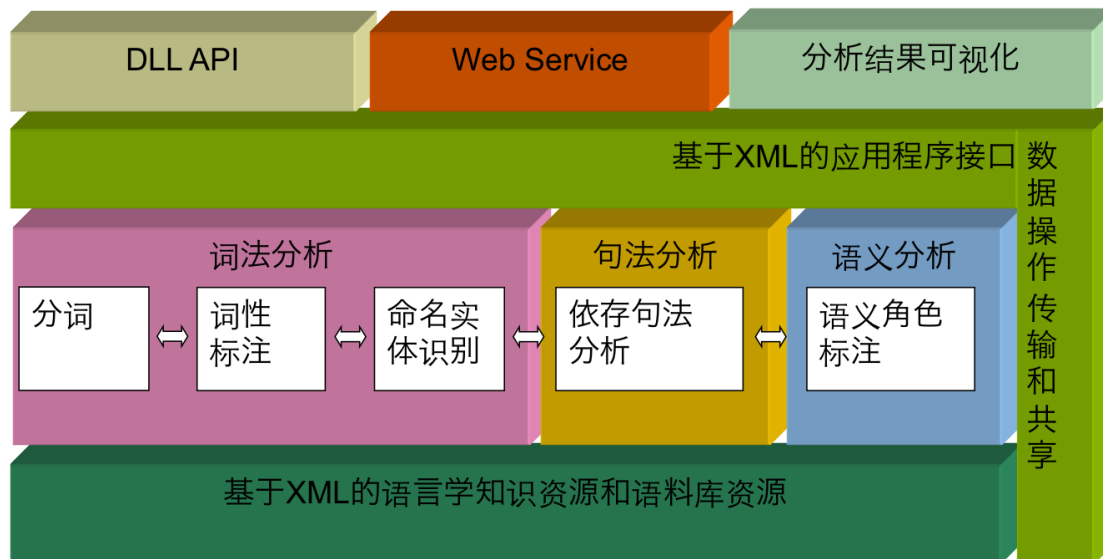 DLL API
Web Service
分析结果可视化
基于XML的应用程序接口
数据操作传输和共享
词法分析
句法分析
语义分析
分词
词性
标注
命名实
体识别
依存句法
分析
语义角色
标注
基于XML的语言学知识资源和语料库资源